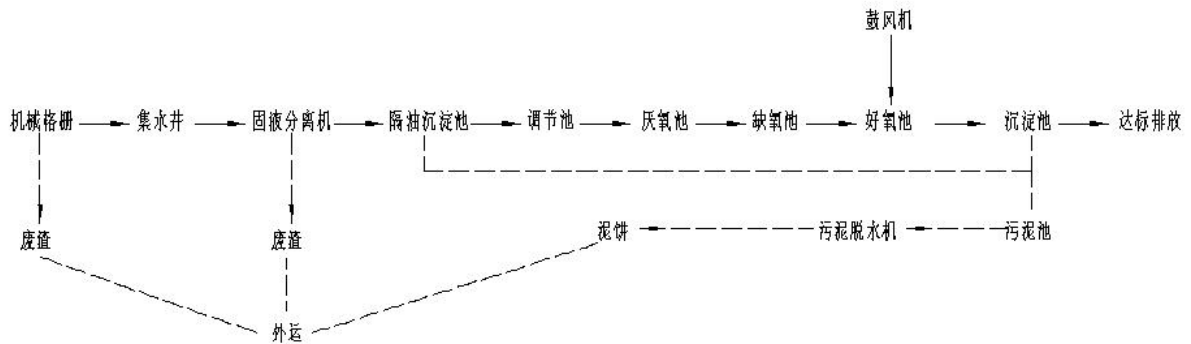 鼓风机
机械格栅
集水井
固液分离机
隔油沉淀池
调节池
厌氧池
缺氧池
好氧池
沉淀池
达标排放
废渣
废渣
泥饼
污泥脱水机
污泥池
外运